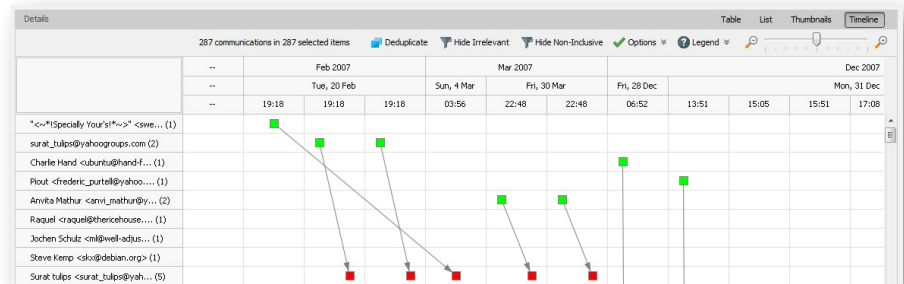 Details Table List Thumbnails Timeline
287 communications in 287 selected items Deduplicate Hide Irrelevant Hide Non-Inclusive Options Legend
-- Feb 2007 Mar 2007 Dec 2007
-- Tue, 20 Feb Sun, 4 Mar Fri, 30 Mar Fri, 28 Dec Mon, 31 Dec
-- 19:18 19:18 19:18 03:56 22:48 22:48 06:52 13:51 15:05 15:51 17:08
"<~*!Specially Your's!*~>" <swe... (1)
surat_tulips@yahoogroups.com (2)
Charlie Hand <ubuntu@hand-f... (1)
Piout <frederic_purtell@yahoo.... (1)
Anvita Mathur <anvi_mathur@y... (2)
Raquel <raquel@thericehouse.... (1)
Jochen Schulz <ml@well-adjus... (1)
Steve Kemp <skx@debian.org> (1)
Surat tulips <surat_tulips@yah... (5)